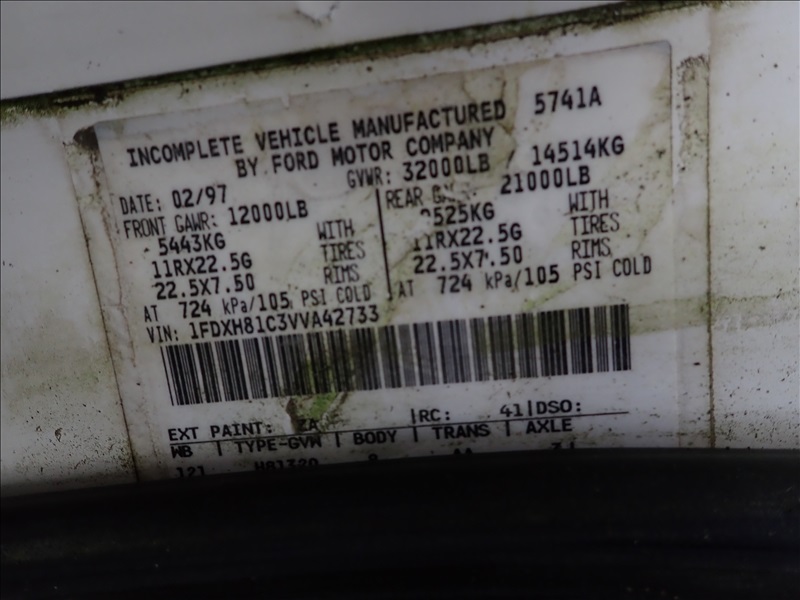 INCOMPLETE VEHICLE MANUFACTURED 5741A
BY FORD MOTOR COMPANY
DATE: 02/97 GVWR: 32000LB / 14514KG
FRONT GAWR: 12000LB REAR 21000LB
5443KG WITH 9525KG WITH
11RX22.5G TIRES 11RX22.5G TIRES
22.5X7.50 RIMS 22.5X7.50 RIMS
AT 724 kPa/105 PSI COLD AT 724 kPa/105 PSI COLD
VIN: 1FDXH81C3VVA42733
EXT PAINT: ZA |RC: 41|DSO:
WB | TYPE-GVW | BODY | TRANS | AXLE
121